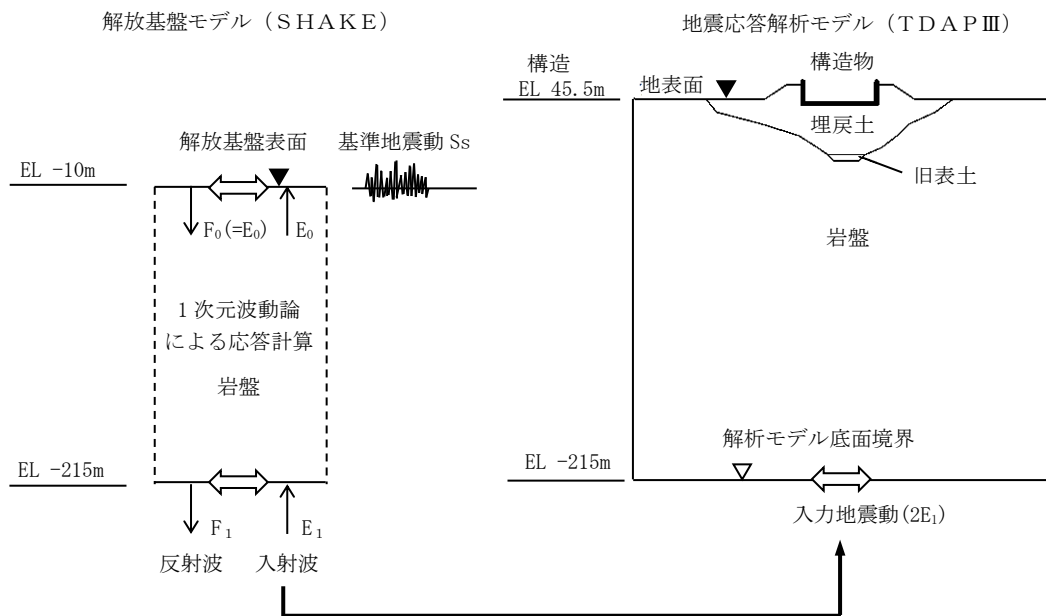 解放基盤モデル（ＳＨＡＫＥ）
地震応答解析モデル（ＴＤＡＰⅢ）
構造
EL 45.5m
地表面
構造物
埋戻土
旧表土
岩盤
解放基盤表面
基準地震動 Ss
EL -10m
F₀(=E₀)
E₀
1 次元波動論
による応答計算
岩盤
EL -215m
F₁
E₁
反射波
入射波
解析モデル底面境界
EL -215m
入力地震動(2E₁)